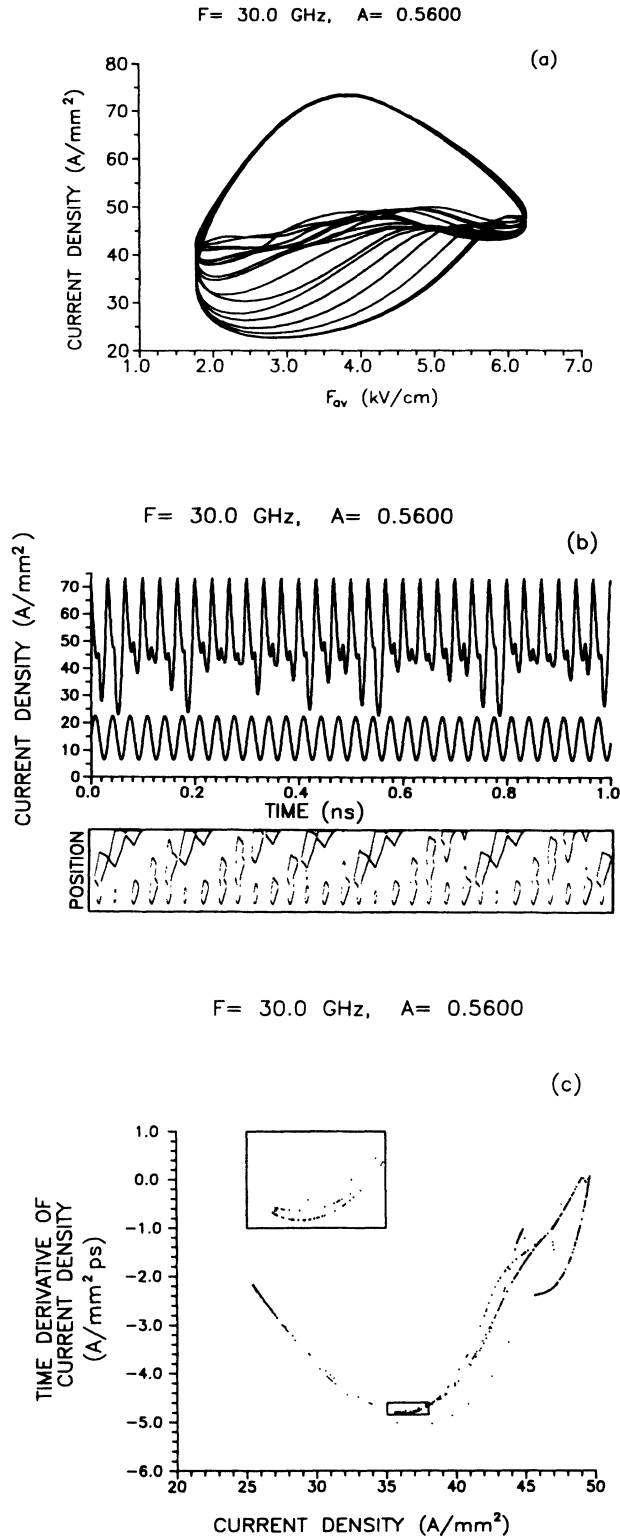 F= 30.0 GHz,  A= 0.5600
(a)
CURRENT DENSITY (A/mm²)
80
70
60
50
40
30
20
1.0 2.0 3.0 4.0 5.0 6.0 7.0
Fav (kV/cm)
F= 30.0 GHz,  A= 0.5600
(b)
CURRENT DENSITY (A/mm²)
70
60
50
40
30
20
10
0
0.0 0.2 0.4 0.6 0.8 1.0
TIME (ns)
POSITION
F= 30.0 GHz,  A= 0.5600
(c)
TIME DERIVATIVE OF
CURRENT DENSITY
(A/mm² ps)
1.0
0.0
-1.0
-2.0
-3.0
-4.0
-5.0
-6.0
20 25 30 35 40 45 50
CURRENT DENSITY (A/mm²)